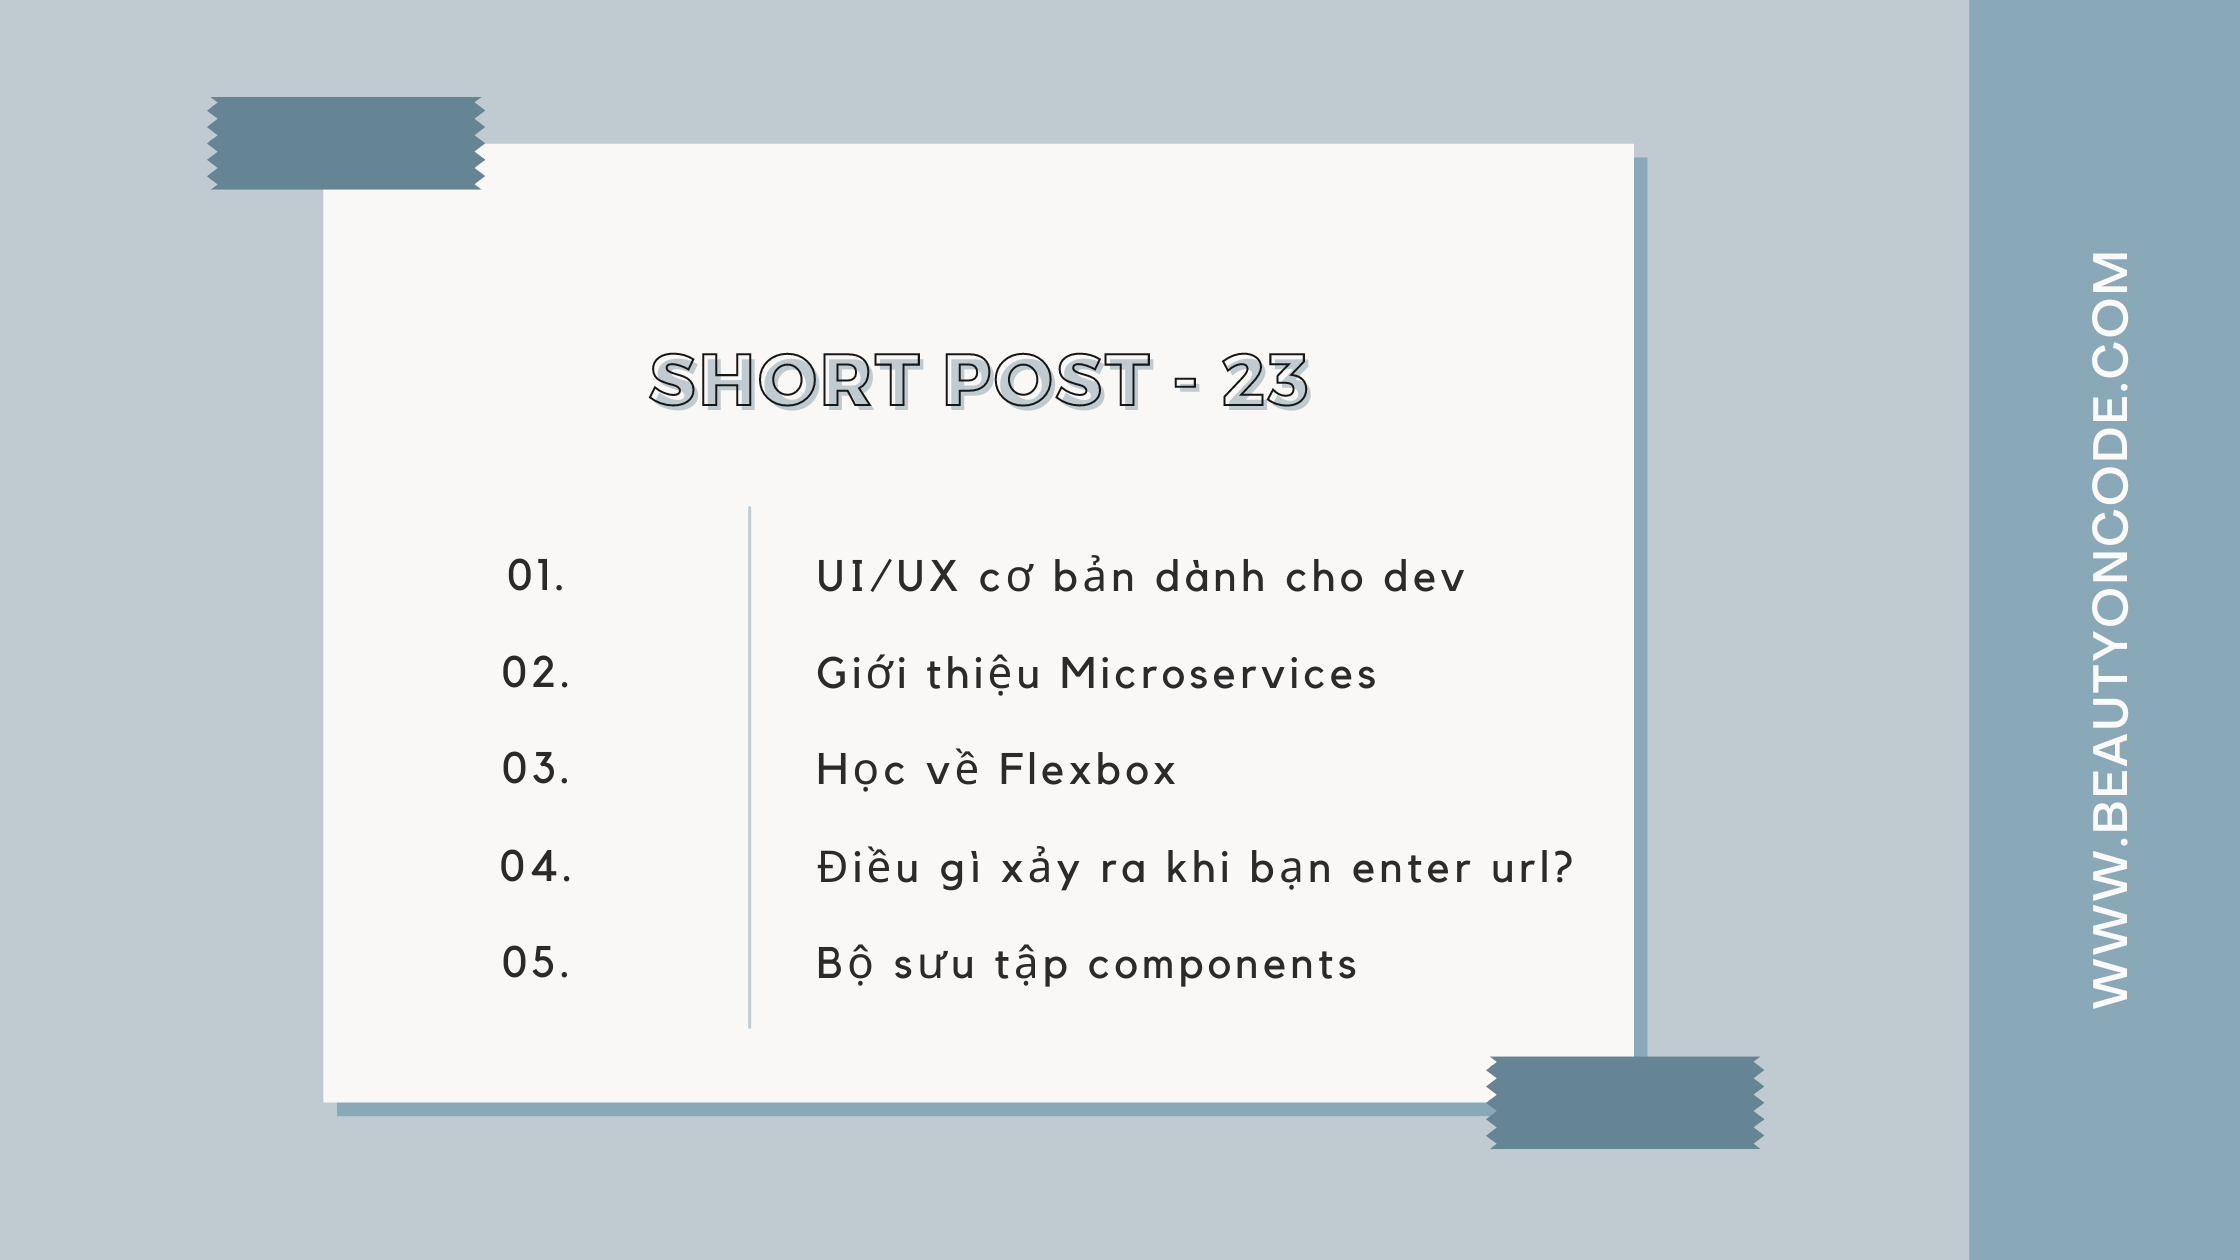 SHORT POST - 23
01. UI/UX cơ bản dành cho dev
02. Giới thiệu Microservices
03. Học về Flexbox
04. Điều gì xảy ra khi bạn enter url?
05. Bộ sưu tập components
WWW.BEAUTYONCODE.COM